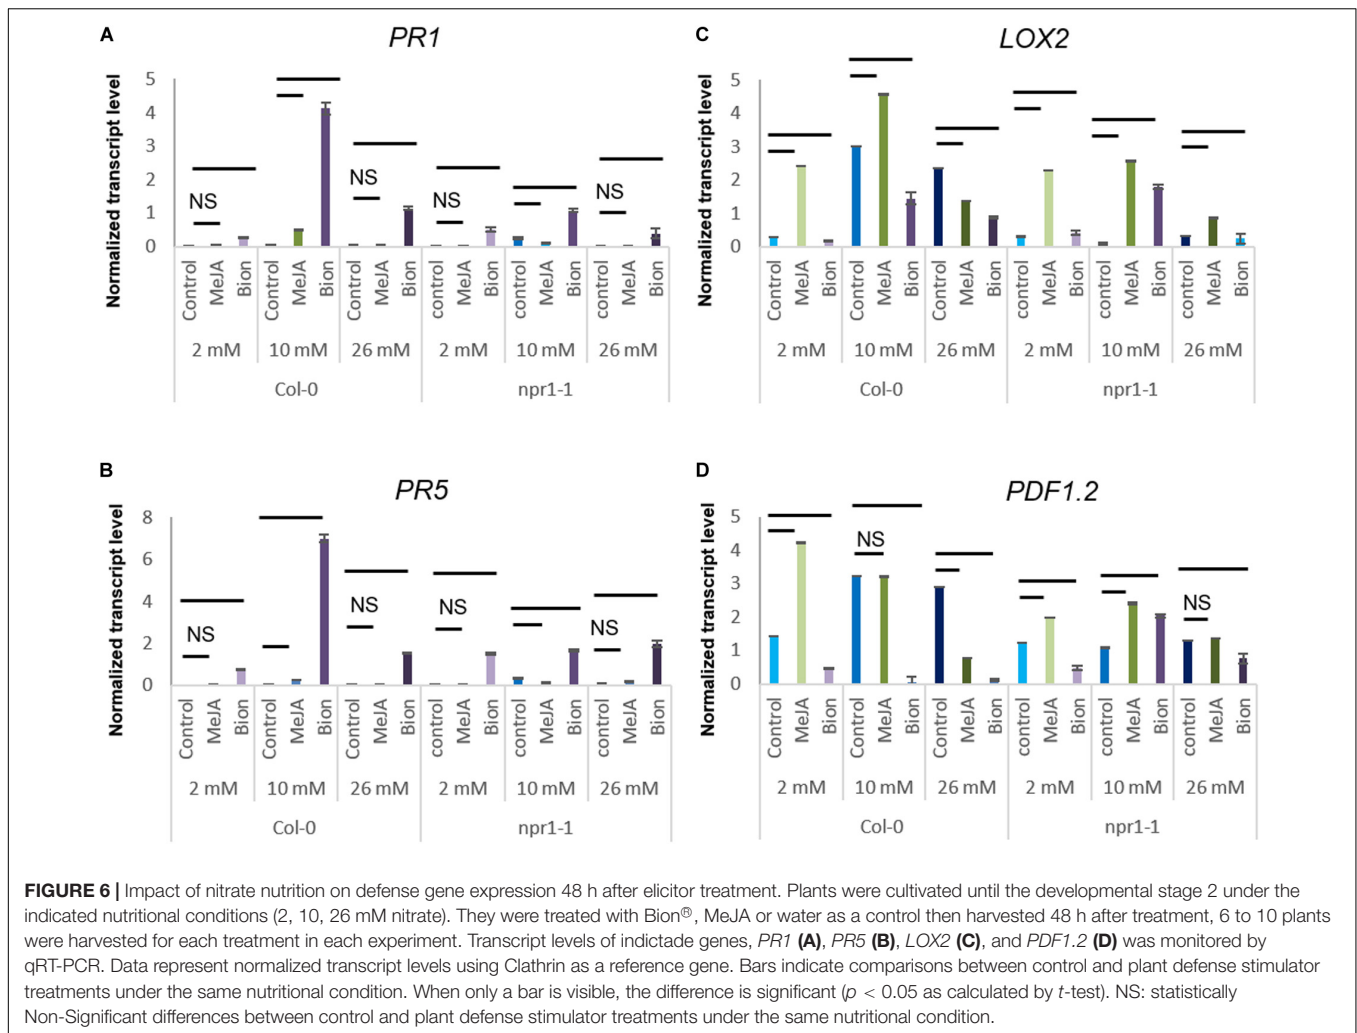 A
PR1
Normalized transcript level
5
4
3
2
1
0
NS
NS
NS
NS
Control
MeJA
Bion
Control
MeJA
Bion
Control
MeJA
Bion
control
MeJA
Bion
control
MeJA
Bion
control
MeJA
Bion
2 mM
10 mM
26 mM
2 mM
10 mM
26 mM
Col-0
npr1-1
C
LOX2
Normalized transcript level
5
4
3
2
1
0
Control
MeJA
Bion
Control
MeJA
Bion
Control
MeJA
Bion
control
MeJA
Bion
control
MeJA
Bion
control
MeJA
Bion
2 mM
10 mM
26 mM
2 mM
10 mM
26 mM
Col-0
npr1-1
B
PR5
Normalized transcript level
8
6
4
2
0
NS
NS
NS
NS
Control
MeJA
Bion
Control
MeJA
Bion
Control
MeJA
Bion
control
MeJA
Bion
control
MeJA
Bion
control
MeJA
Bion
2 mM
10 mM
26 mM
2 mM
10 mM
26 mM
Col-0
npr1-1
D
PDF1.2
Normalized transcript level
5
4
3
2
1
0
NS
NS
Control
MeJA
Bion
Control
MeJA
Bion
Control
MeJA
Bion
control
MeJA
Bion
control
MeJA
Bion
control
MeJA
Bion
2 mM
10 mM
26 mM
2 mM
10 mM
26 mM
Col-0
npr1-1
FIGURE 6 | Impact of nitrate nutrition on defense gene expression 48 h after elicitor treatment. Plants were cultivated until the developmental stage 2 under the
indicated nutritional conditions (2, 10, 26 mM nitrate). They were treated with Bion®, MeJA or water as a control then harvested 48 h after treatment, 6 to 10 plants
were harvested for each treatment in each experiment. Transcript levels of indictade genes, PR1 (A), PR5 (B), LOX2 (C), and PDF1.2 (D) was monitored by
qRT-PCR. Data represent normalized transcript levels using Clathrin as a reference gene. Bars indicate comparisons between control and plant defense stimulator
treatments under the same nutritional condition. When only a bar is visible, the difference is significant (p < 0.05 as calculated by t-test). NS: statistically
Non-Significant differences between control and plant defense stimulator treatments under the same nutritional condition.